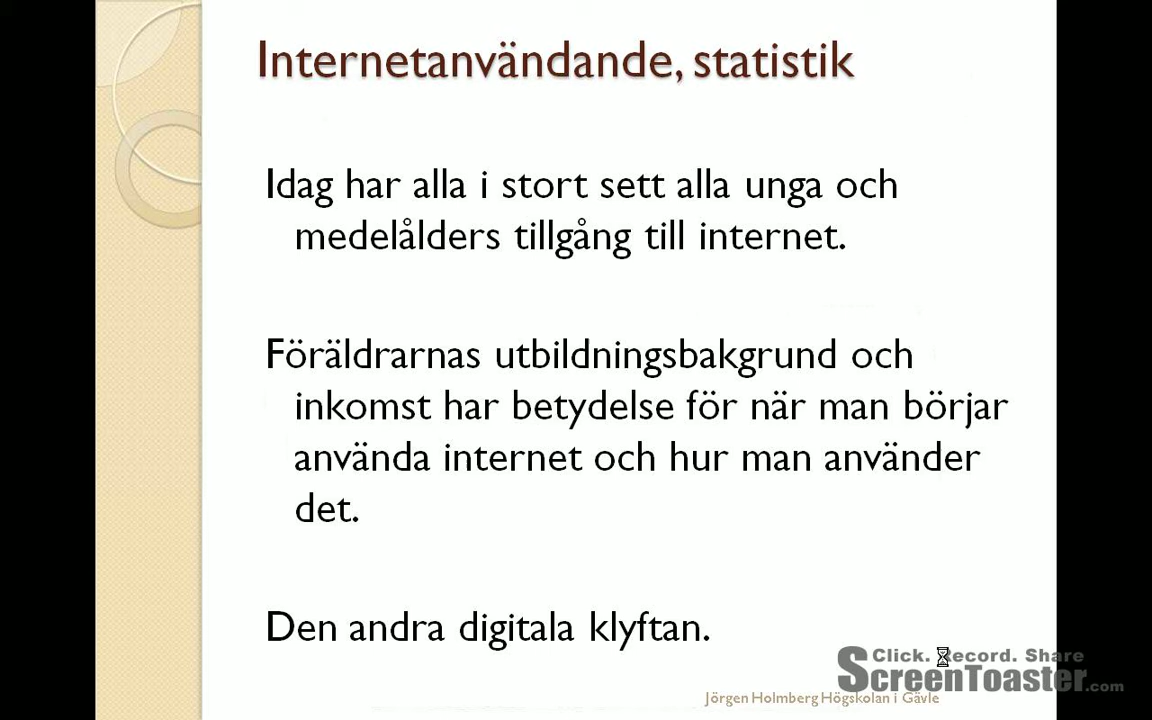 Internetanvändande, statistik
Idag har alla i stort sett alla unga och
medelålders tillgång till internet.
Föräldrarnas utbildningsbakgrund och
inkomst har betydelse för när man börjar
använda internet och hur man använder
det.
Den andra digitala klyftan.
Click. Record. Share
ScreenToaster.com
Jörgen Holmberg Högskolan i Gävle